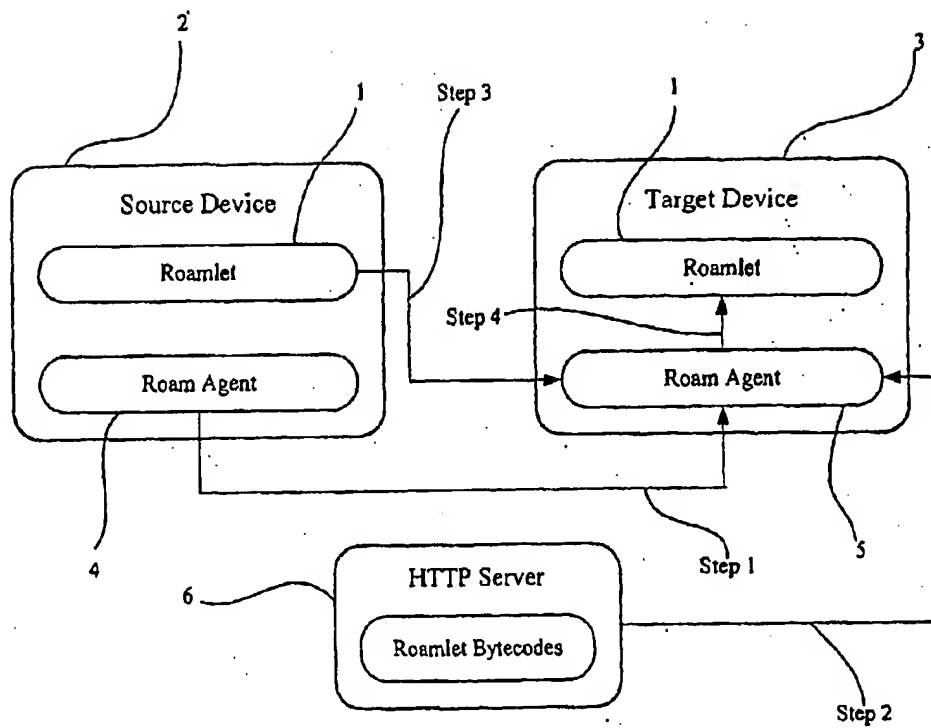 2
3
1
Step 3
1
Source Device
Target Device
Roamlet
Roamlet
Step 4
Roam Agent
Roam Agent
4
Step 1
5
6
HTTP Server
Roamlet Bytecodes
Step 2